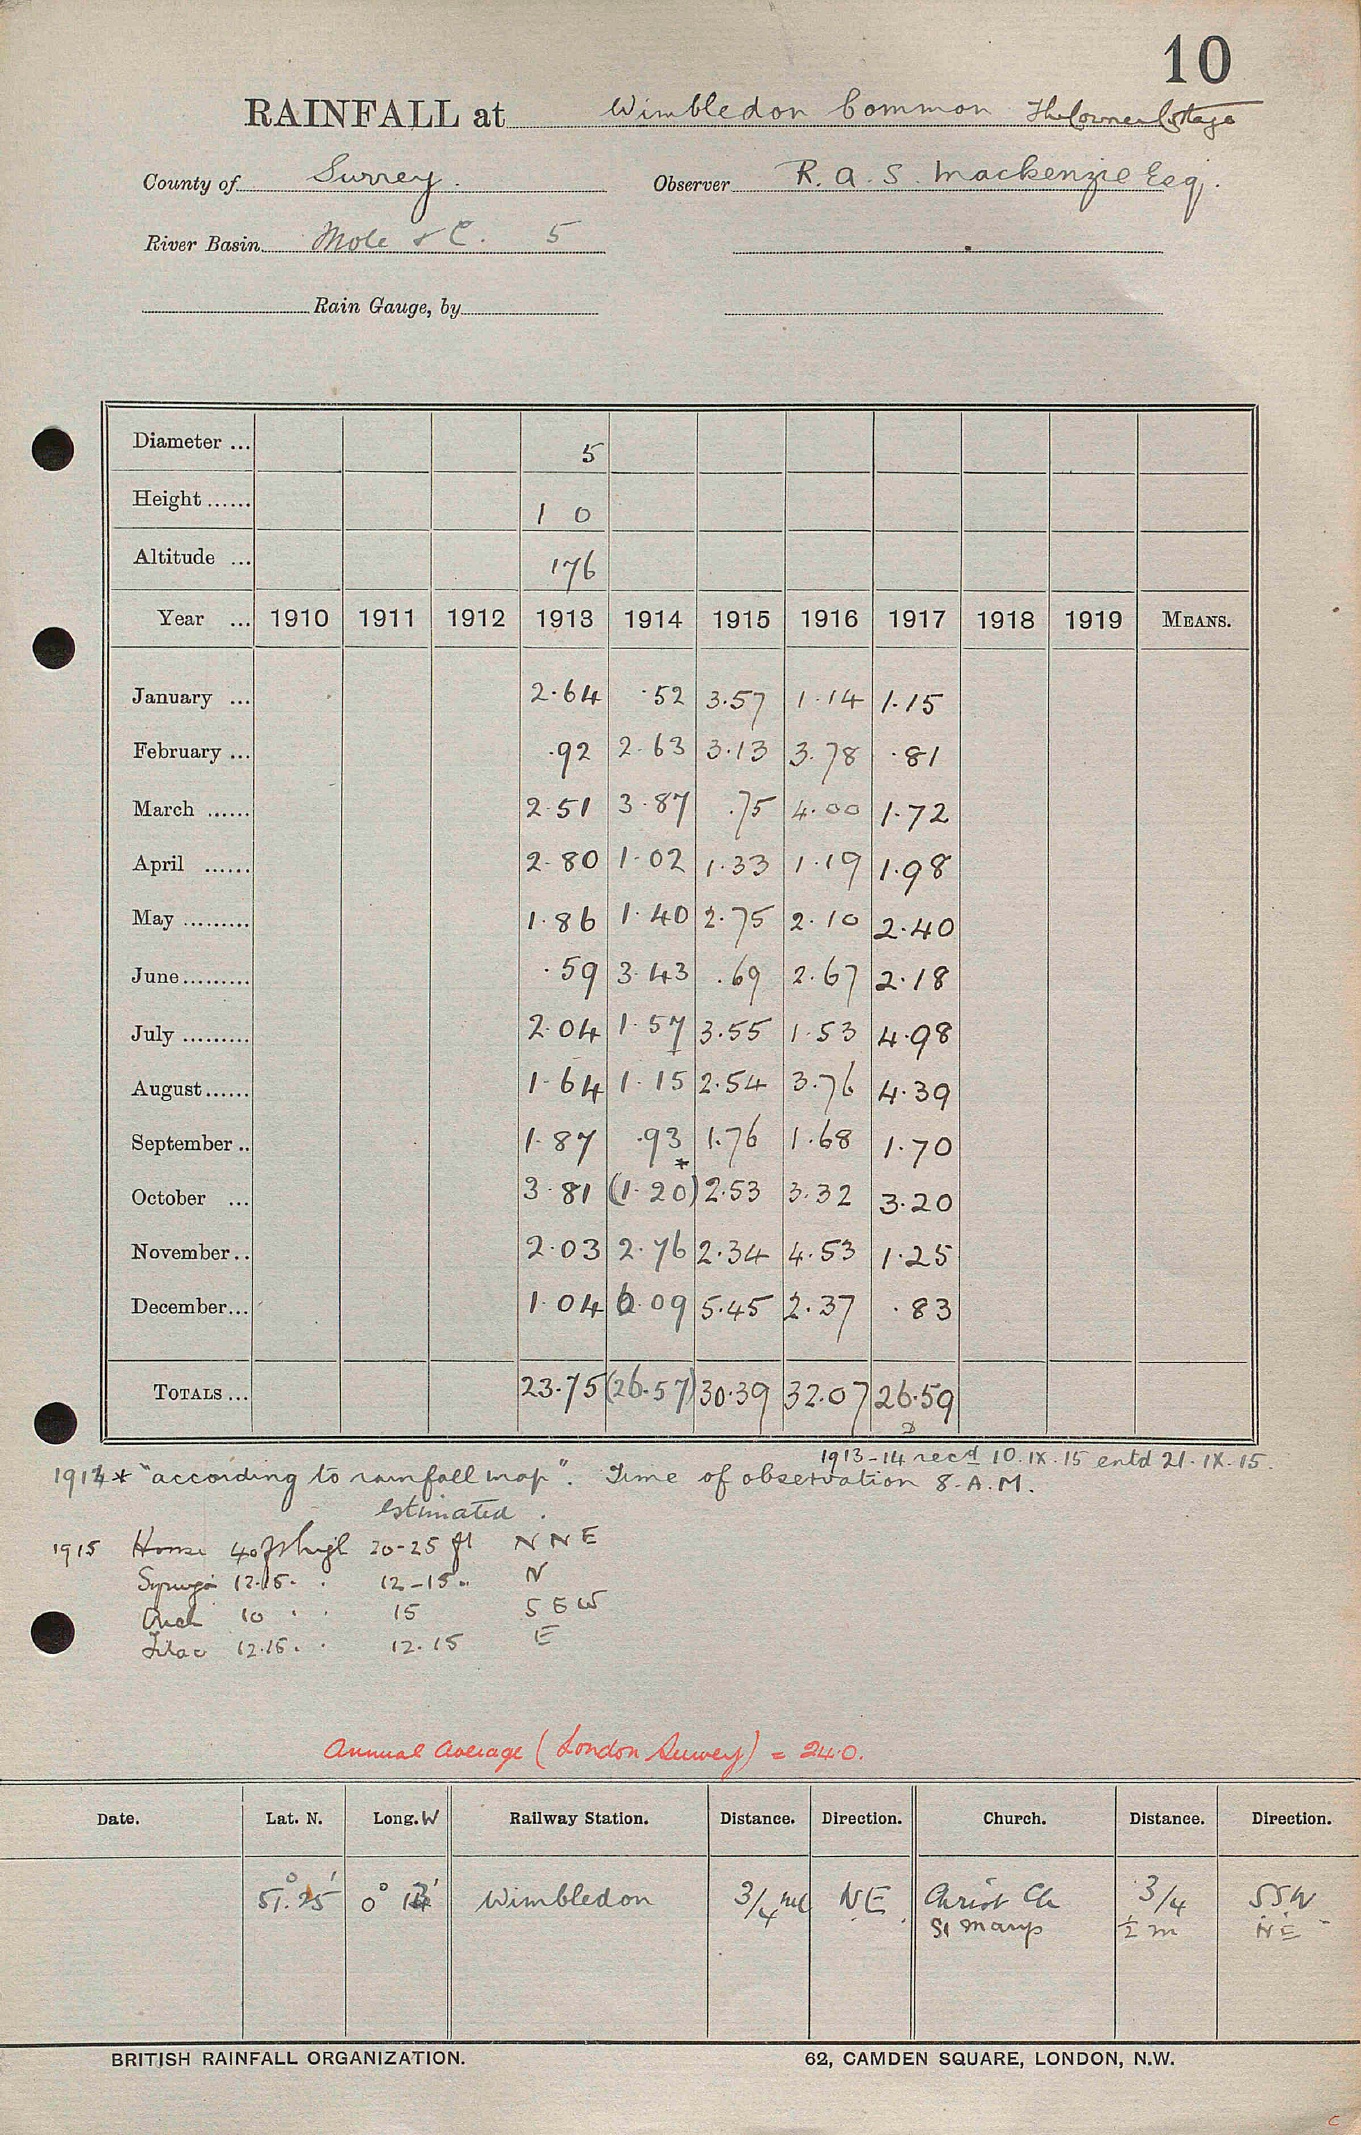 10
RAINFALL at Wimbledon Common The Corner Cottage
County of Surrey. Observer R. A. S. Mackenzie Esq.
River Basin Mole & C. 5
Rain Gauge, by
Diameter ... 5
Height ...... 1 0
Altitude ... 176
Year ... 1910 1911 1912 1913 1914 1915 1916 1917 1918 1919 MEANS.
January ... 2.64 .52 3.57 1.14 1.15
February ... .92 2.63 3.13 3.78 .81
March ...... 2.51 3.87 .75 4.00 1.72
April ...... 2.80 1.02 1.33 1.19 1.98
May ......... 1.86 1.40 2.75 2.10 2.40
June ......... .59 3.43 .69 2.67 2.18
July ......... 2.04 1.57 3.55 1.53 4.98
August ...... 1.64 1.15 2.54 3.76 4.39
September .. 1.87 .93 1.76 1.68 1.70
October ... 3.81 (1.20)* 2.53 3.32 3.20
November .. 2.03 2.76 2.34 4.53 1.25
December ... 1.04 6.09 5.45 2.37 .83
TOTALS ... 23.75 (26.57) 30.39 32.07 26.59
1913-14 recd 10.IX.15 entd 21.IX.15.
1914 * "according to rainfall map". Time of observation 8.A.M.
estimated
1915 House 40 ft high 20-25 ft N N E
Syringa 12.15. 12-15 N
10 15 S E W
Lilac 12.15. 12.15 E
Annual Average (London Survey) = 24.0.
Date. Lat. N. Long. W Railway Station. Distance. Direction. Church. Distance. Direction.
51° 25' 0° 13' Wimbledon 3/4 ml NE Christ Ch 3/4 SSW
St Marys 1/2 m NE
BRITISH RAINFALL ORGANIZATION. 62, CAMDEN SQUARE, LONDON, N.W.
c